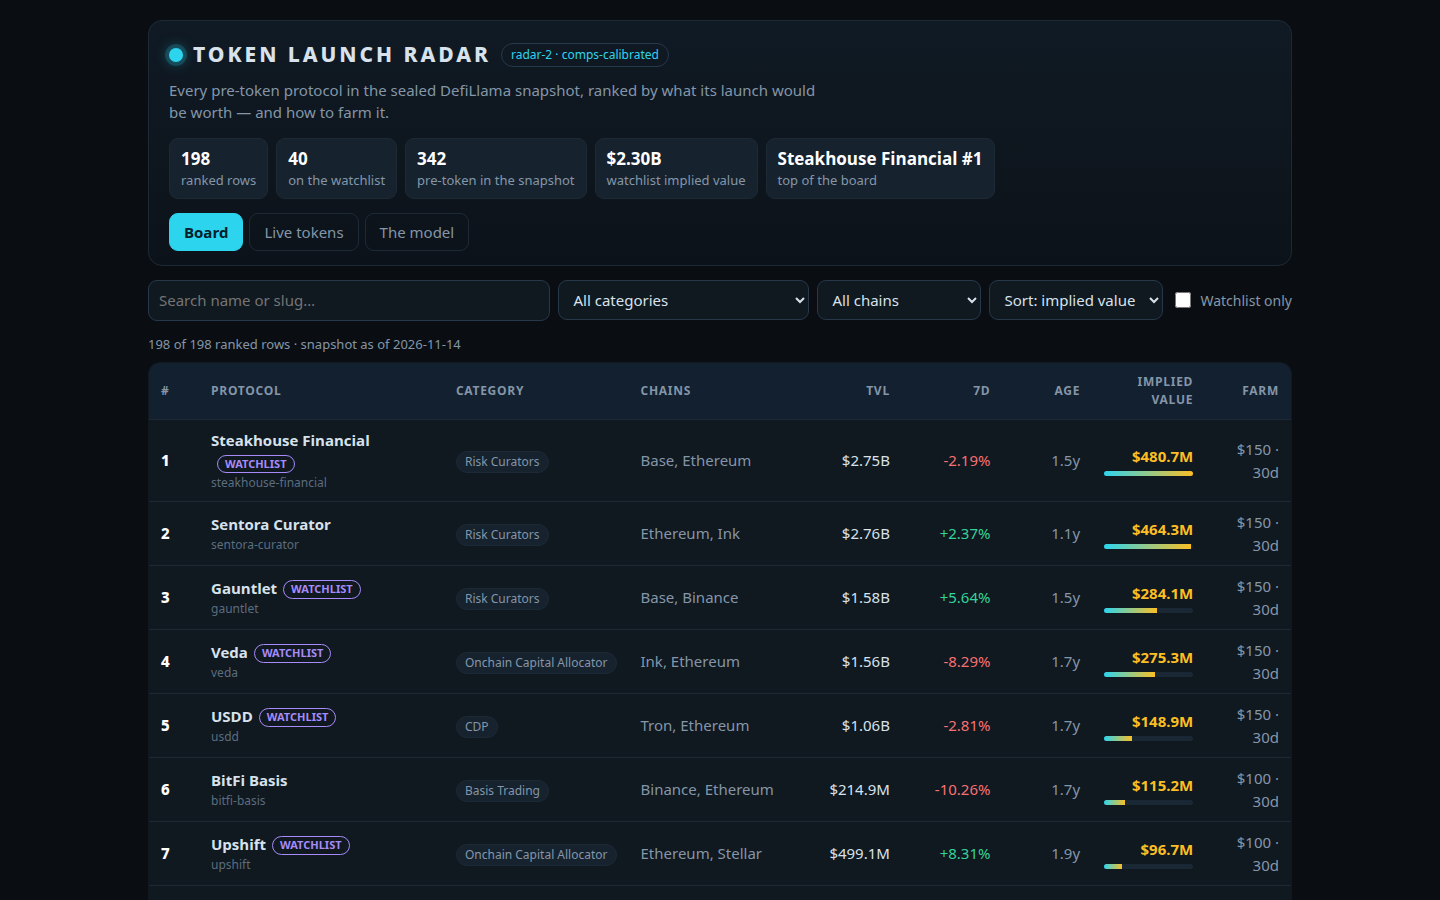 TOKEN LAUNCH RADAR radar-2 · comps-calibrated
Every pre-token protocol in the sealed DefiLlama snapshot, ranked by what its launch would
be worth — and how to farm it.
198 40 342 $2.30B Steakhouse Financial #1
ranked rows on the watchlist pre-token in the snapshot watchlist implied value top of the board
Board Live tokens The model
Search name or slug... All categories All chains Sort: implied value Watchlist only
198 of 198 ranked rows · snapshot as of 2026-11-14
# PROTOCOL CATEGORY CHAINS TVL 7D AGE IMPLIED VALUE FARM
1 Steakhouse Financial WATCHLIST steakhouse-financial Risk Curators Base, Ethereum $2.75B -2.19% 1.5y $480.7M $150 · 30d
2 Sentora Curator sentora-curator Risk Curators Ethereum, Ink $2.76B +2.37% 1.1y $464.3M $150 · 30d
3 Gauntlet WATCHLIST gauntlet Risk Curators Base, Binance $1.58B +5.64% 1.5y $284.1M $150 · 30d
4 Veda WATCHLIST veda Onchain Capital Allocator Ink, Ethereum $1.56B -8.29% 1.7y $275.3M $150 · 30d
5 USDD WATCHLIST usdd CDP Tron, Ethereum $1.06B -2.81% 1.7y $148.9M $150 · 30d
6 BitFi Basis bitfi-basis Basis Trading Binance, Ethereum $214.9M -10.26% 1.7y $115.2M $100 · 30d
7 Upshift WATCHLIST upshift Onchain Capital Allocator Ethereum, Stellar $499.1M +8.31% 1.9y $96.7M $100 · 30d